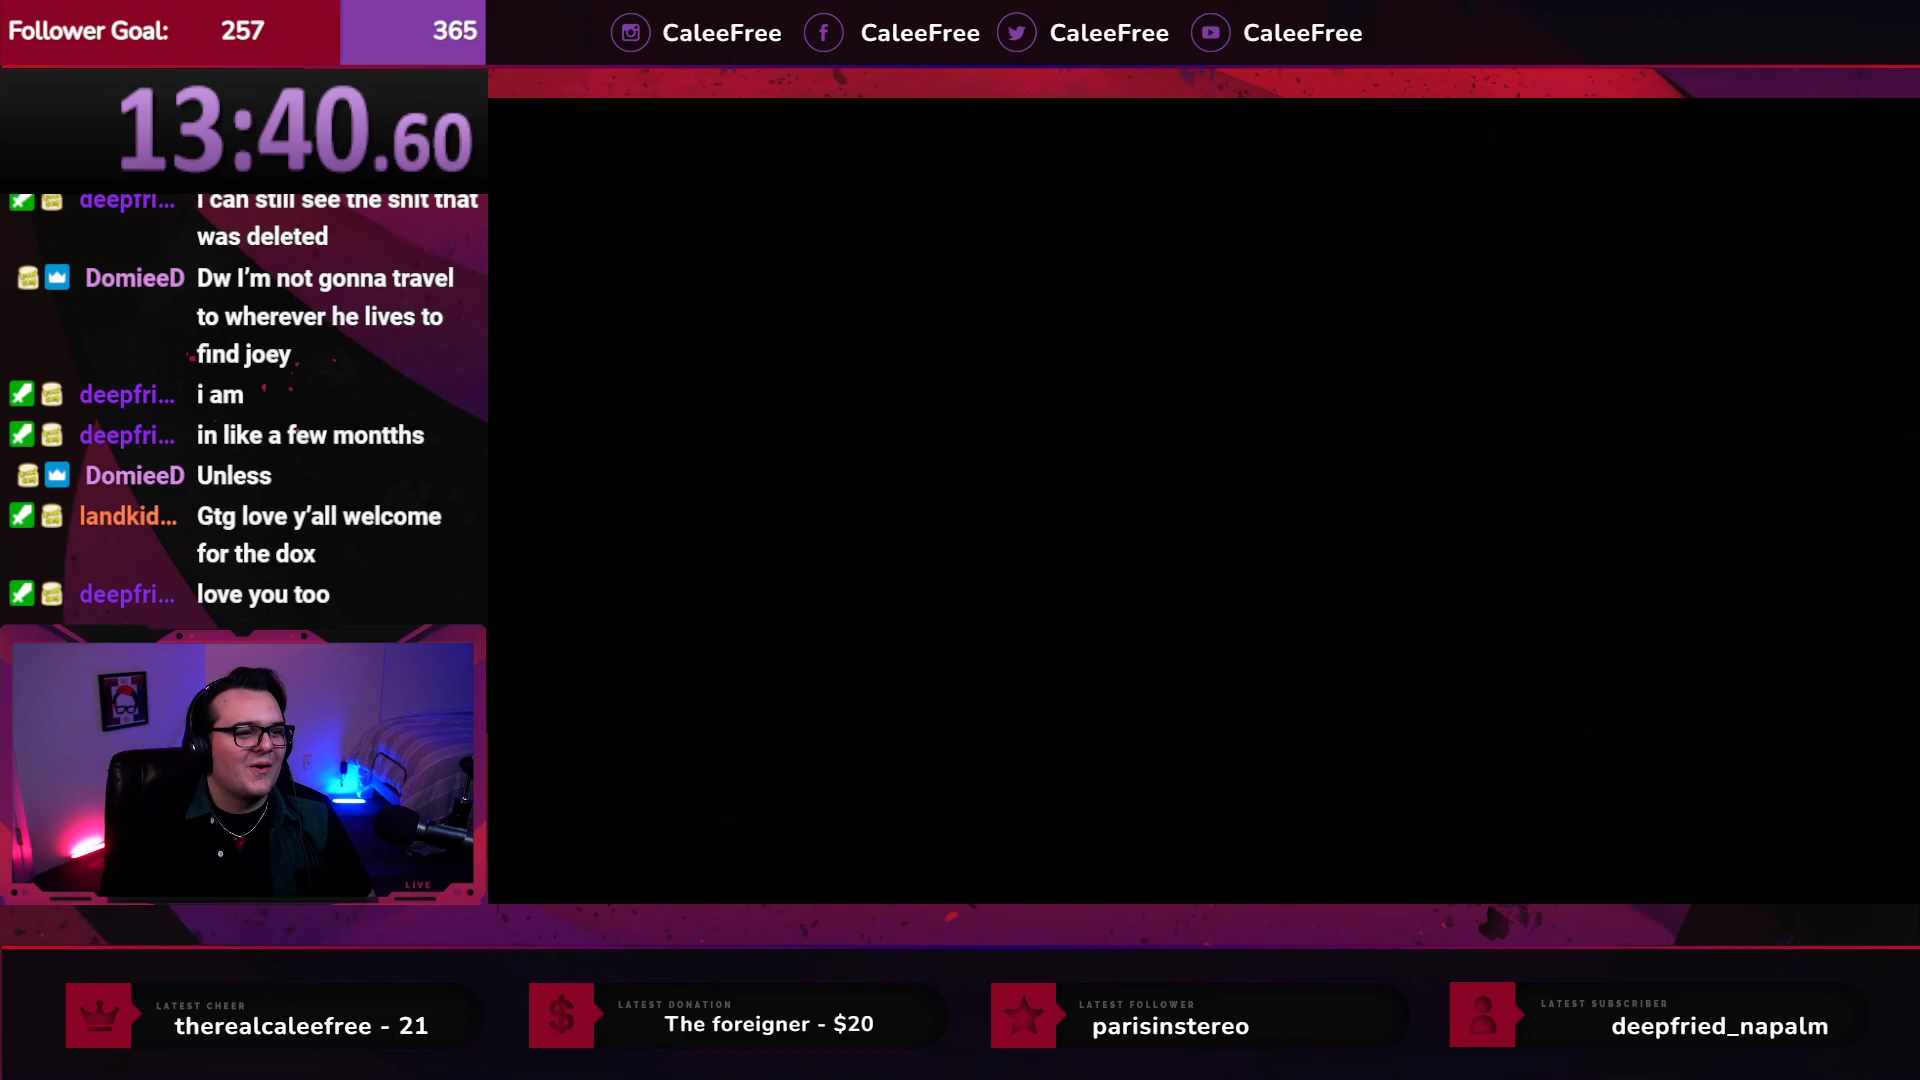 Follower Goal: 257 365
CaleeFree CaleeFree CaleeFree CaleeFree
13:40.60
deepfri... I can still see the shit that
was deleted
DomieeD Dw I'm not gonna travel
to wherever he lives to
find joey
deepfri... i am
deepfri... in like a few montths
DomieeD Unless
landkid... Gtg love y'all welcome
for the dox
deepfri... love you too
LIVE
LATEST CHEER
therealcaleefree - 21
LATEST DONATION
The foreigner - $20
LATEST FOLLOWER
parisinstereo
LATEST SUBSCRIBER
deepfried_napalm